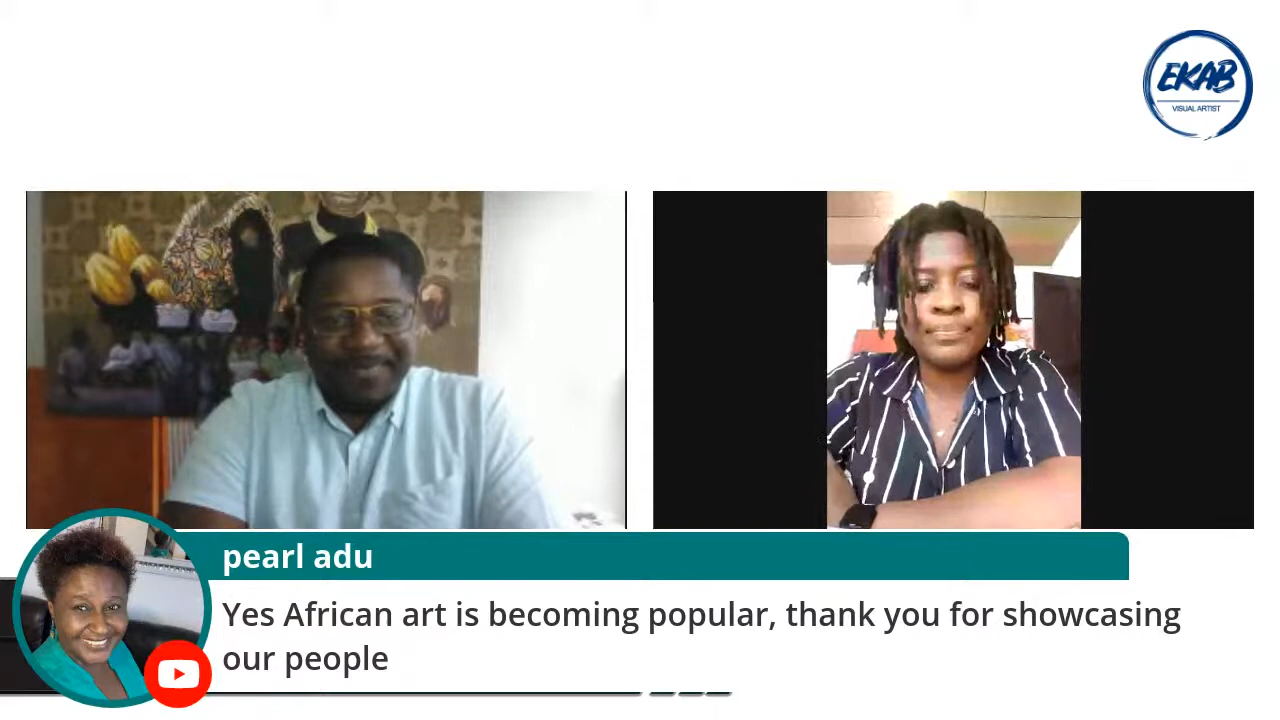 EKAB
VISUAL ARTIST
pearl adu
Yes African art is becoming popular, thank you for showcasing
our people